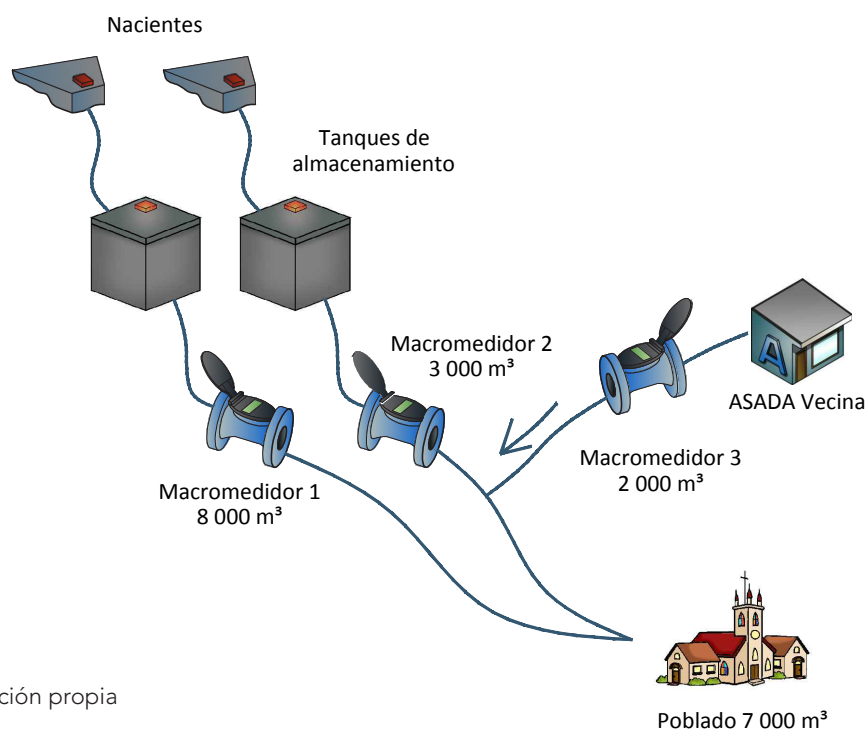 Nacientes
Tanques de
almacenamiento
Macromedidor 2
3 000 m³
ASADA Vecina
Macromedidor 3
2 000 m³
Macromedidor 1
8 000 m³
ción propia
Poblado 7 000 m³